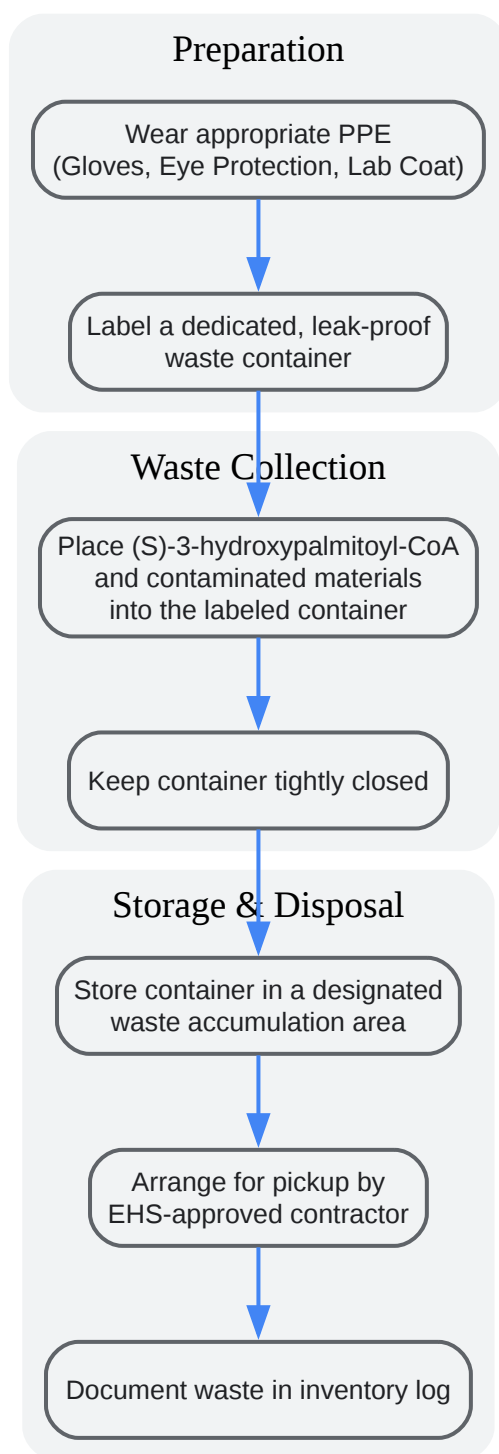 Preparation
Wear appropriate PPE
(Gloves, Eye Protection, Lab Coat)
Label a dedicated, leak-proof
waste container
Waste Collection
Place (S)-3-hydroxypalmitoyl-CoA
and contaminated materials
into the labeled container
Keep container tightly closed
Storage & Disposal
Store container in a designated
waste accumulation area
Arrange for pickup by
EHS-approved contractor
Document waste in inventory log